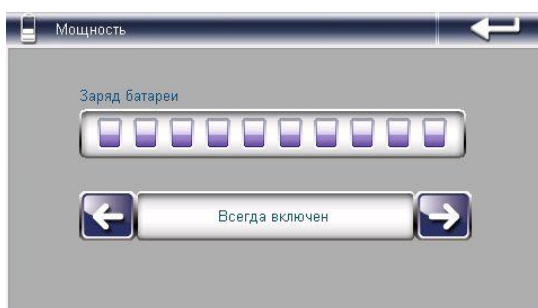 Мощность
Заряд батареи
Всегда включен